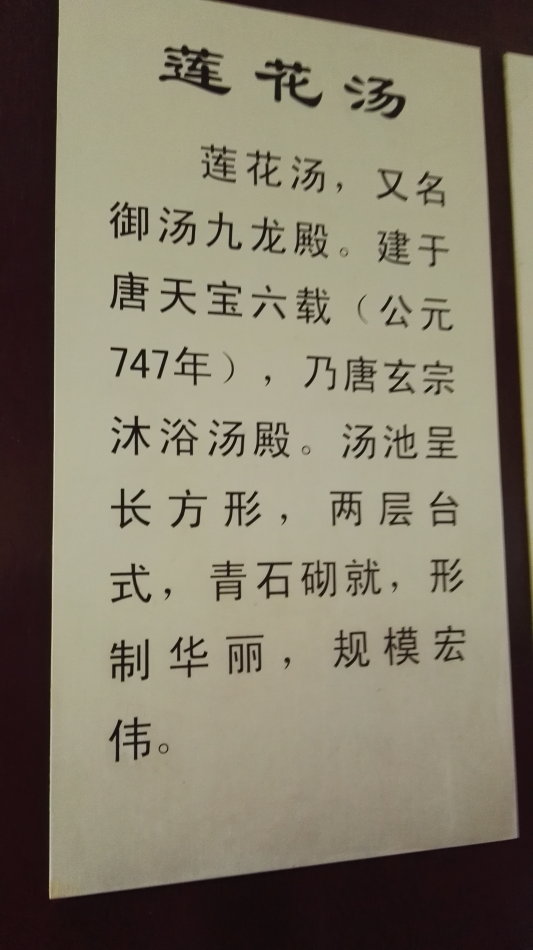 莲花汤
莲花汤，又名
御汤九龙殿。建于
唐天宝六载（公元
747年），乃唐玄宗
沐浴汤殿。汤池呈
长方形，两层台
式，青石砌就，形
制华丽，规模宏
伟。